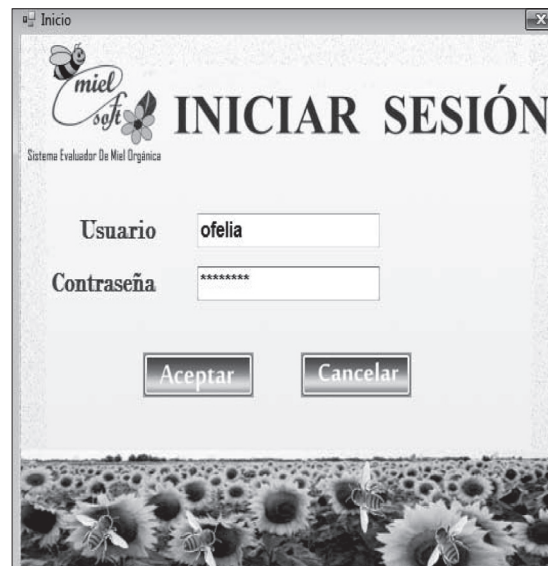 Inicio
miel
soft
Sistema Evaluador De Miel Orgánica
INICIAR SESIÓN
Usuario
ofelia
Contraseña
********
Aceptar
Cancelar